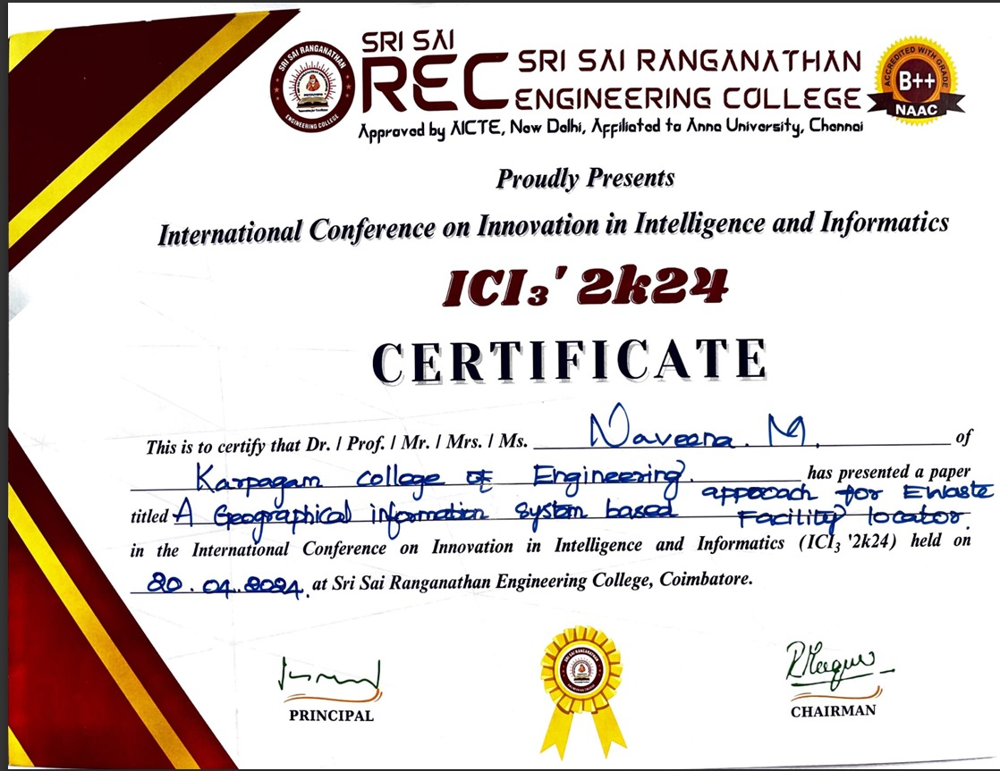 SRI SAI RANGANATHAN
ENGINEERING COLLEGE
SRI SAI
REC
SRI SAI RANGANATHAN
ENGINEERING COLLEGE
Approved by AICTE, New Delhi, Affiliated to Anna University, Chennai
ACCREDITED WITH GRADE
B++
NAAC
Proudly Presents
International Conference on Innovation in Intelligence and Informatics
ICI₃' 2k24
CERTIFICATE
This is to certify that Dr. / Prof. / Mr. / Mrs. / Ms. Naveena. M. of
Karpagam college of Engineering. has presented a paper
titled A Geographical information system based approach for EWaste
Facility locator.
in the International Conference on Innovation in Intelligence and Informatics (ICI₃ '2k24) held on
20.04.2024. at Sri Sai Ranganathan Engineering College, Coimbatore.
SRI SAI RANGANATHAN
ENGINEERING COLLEGE
PRINCIPAL
CHAIRMAN